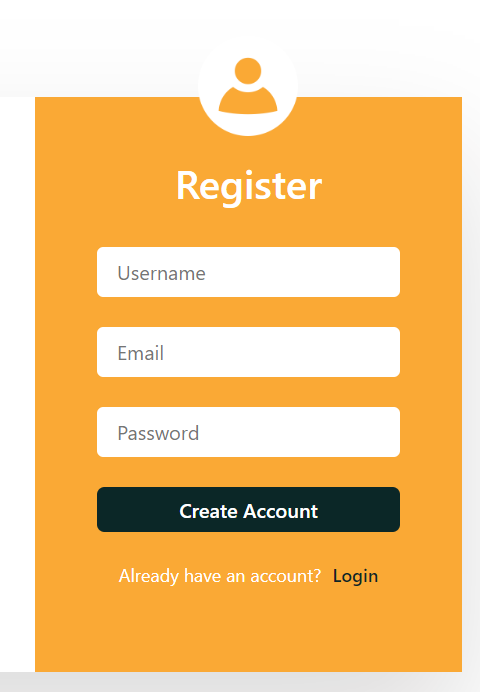 Register
Username
Email
Password
Create Account
Already have an account? Login